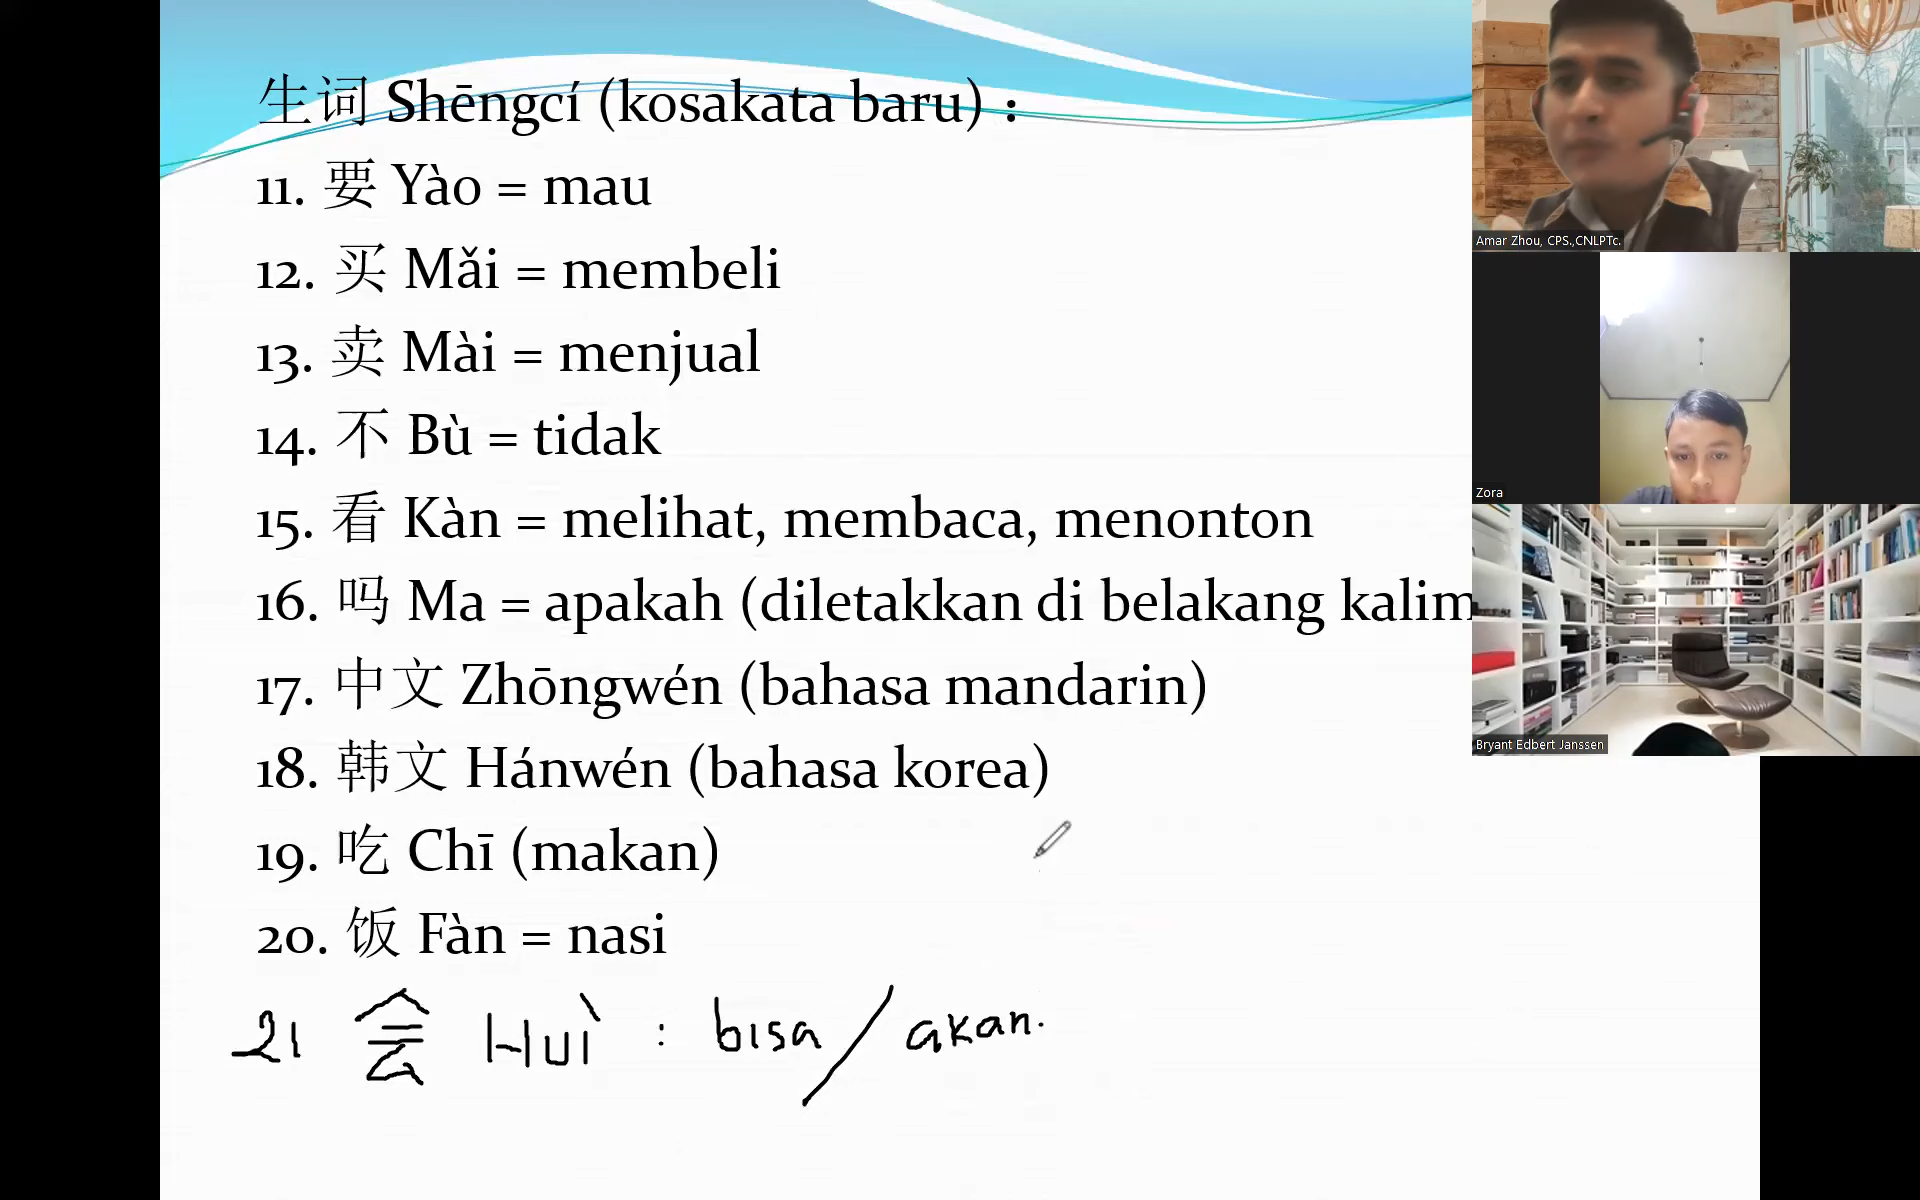 生词 Shēngcí (kosakata baru) :
11. 要 Yào = mau
12. 买 Mǎi = membeli
13. 卖 Mài = menjual
14. 不 Bù = tidak
15. 看 Kàn = melihat, membaca, menonton
16. 吗 Ma = apakah (diletakkan di belakang kalim
17. 中文 Zhōngwén (bahasa mandarin)
18. 韩文 Hánwén (bahasa korea)
19. 吃 Chī (makan)
20. 饭 Fàn = nasi
21 会 Huì : bisa / akan.
Amar Zhou, CPS.,CNLPTc.
Zora
Bryant Edbert Janssen